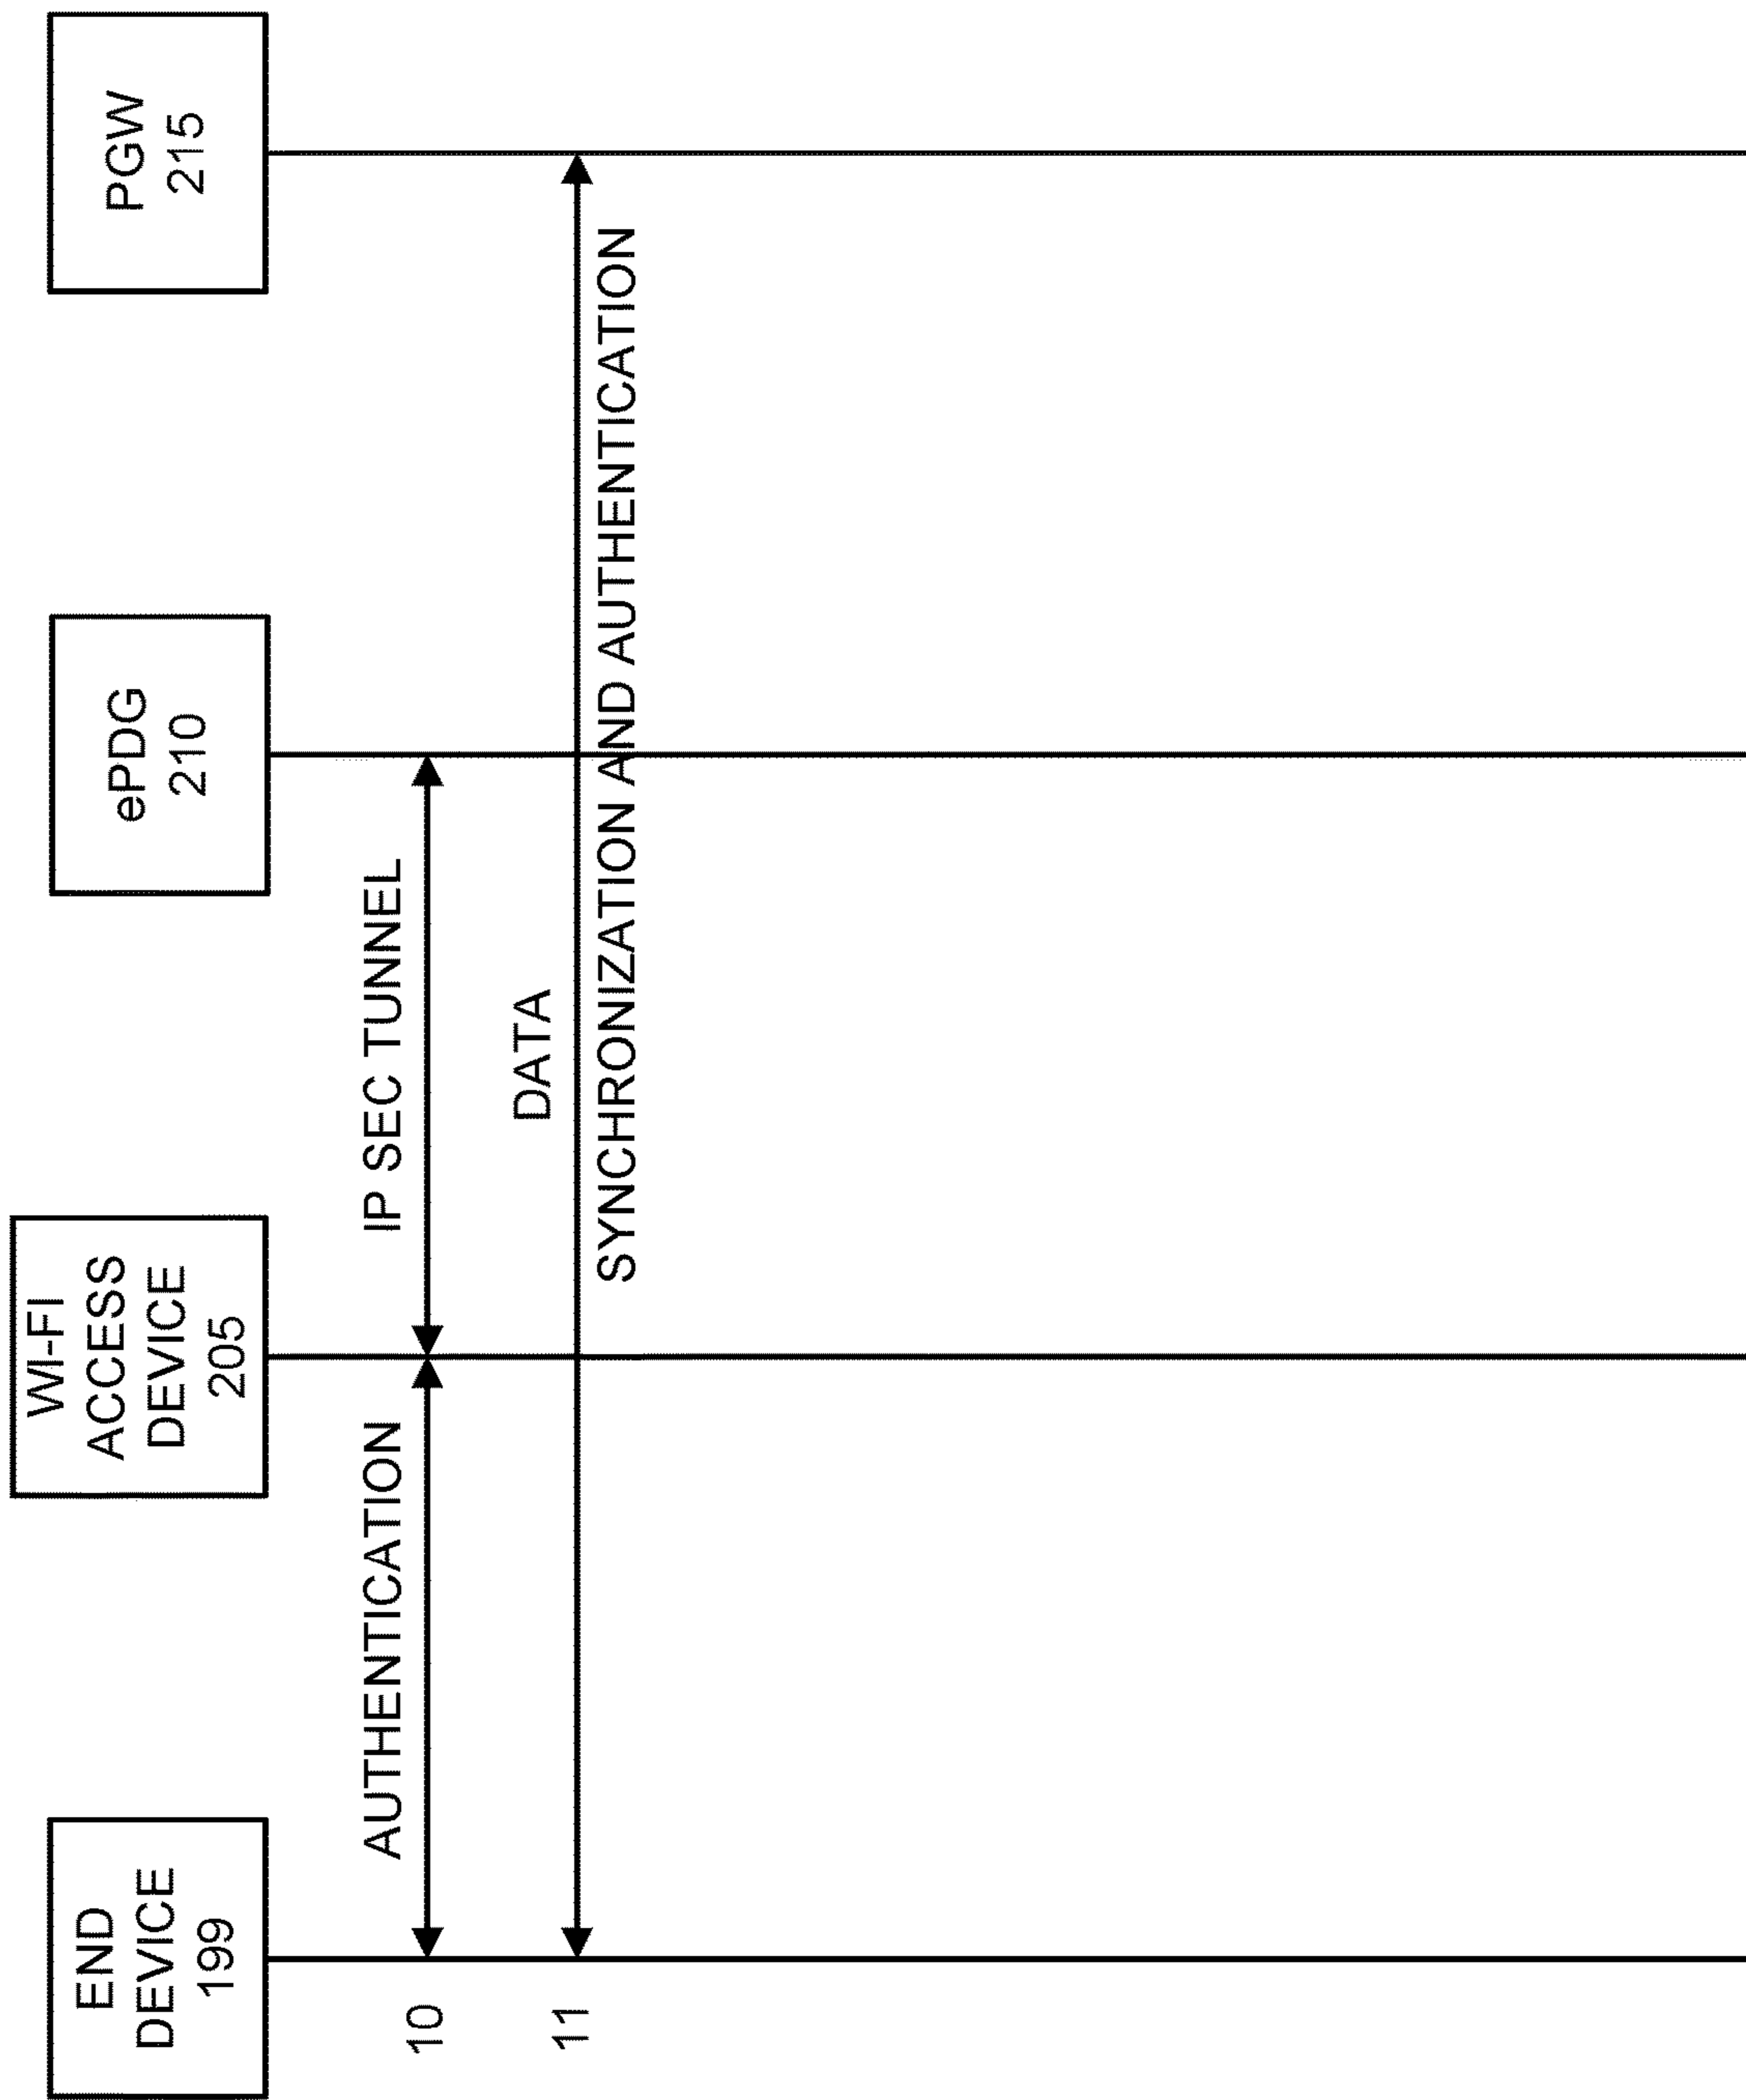 END
DEVICE
199
WI-FI
ACCESS
DEVICE
205
ePDG
210
PGW
215
10
AUTHENTICATION
IP SEC TUNNEL
11
DATA
SYNCHRONIZATION AND AUTHENTICATION